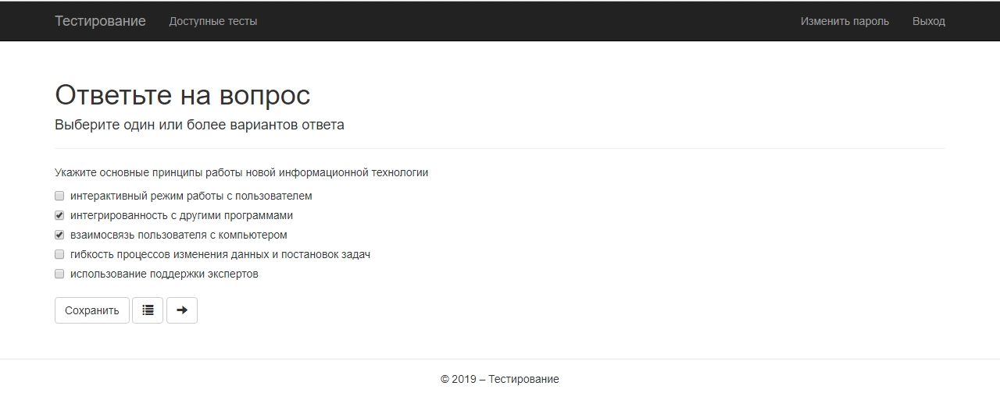 Тестирование Доступные тесты Изменить пароль Выход
Ответьте на вопрос
Выберите один или более вариантов ответа
Укажите основные принципы работы новой информационной технологии
интерактивный режим работы с пользователем
интегрированность с другими программами
взаимосвязь пользователя с компьютером
гибкость процессов изменения данных и постановок задач
использование поддержки экспертов
Сохранить
© 2019 – Тестирование